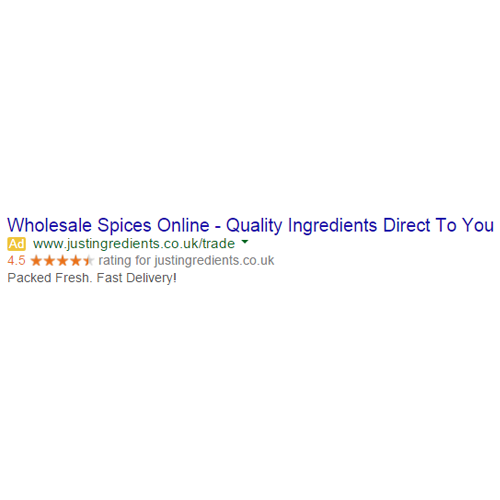 Wholesale Spices Online - Quality Ingredients Direct To You
Ad www.justingredients.co.uk/trade
4.5 rating for justingredients.co.uk
Packed Fresh. Fast Delivery!